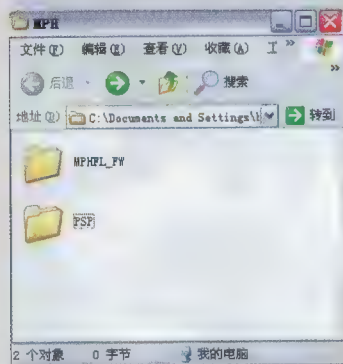 MPH
文件(F) 编辑(E) 查看(V) 收藏(A) 工 »
后退 搜索 »
地址(D) C:\Documents and Settings\ 转到
MPHFL_FW
PSP
2 个对象 0 字节 我的电脑